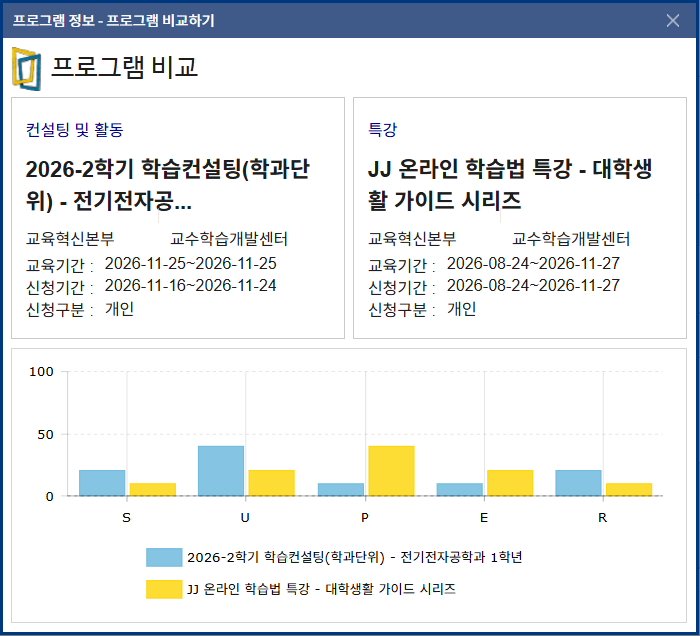 프로그램 정보 - 프로그램 비교하기
프로그램 비교
컨설팅 및 활동
2026-2학기 학습컨설팅(학과단
위) - 전기전자공...
교육혁신본부 교수학습개발센터
교육기간 : 2026-11-25~2026-11-25
신청기간 : 2026-11-16~2026-11-24
신청구분 : 개인
특강
JJ 온라인 학습법 특강 - 대학생
활 가이드 시리즈
교육혁신본부 교수학습개발센터
교육기간 : 2026-08-24~2026-11-27
신청기간 : 2026-08-24~2026-11-27
신청구분 : 개인
100
50
0
S U P E R
2026-2학기 학습컨설팅(학과단위) - 전기전자공학과 1학년
JJ 온라인 학습법 특강 - 대학생활 가이드 시리즈